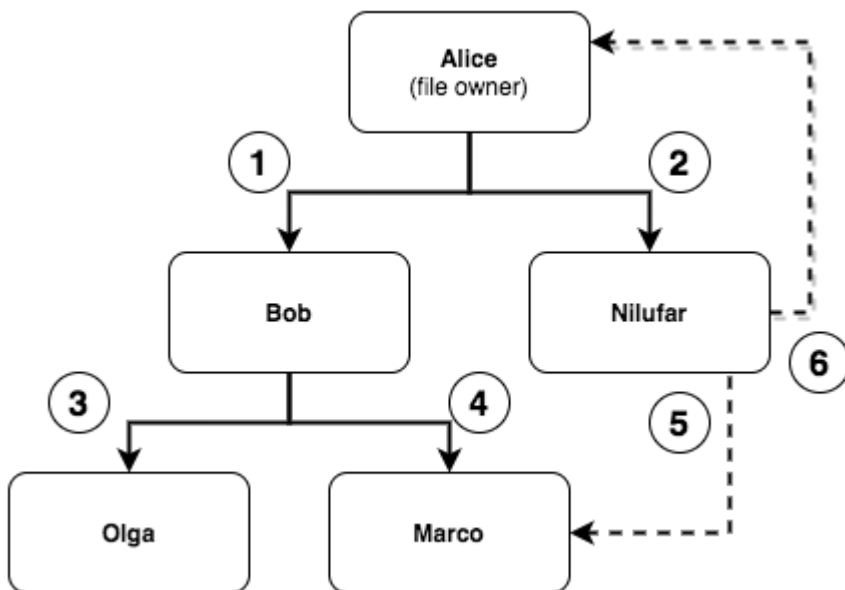 Alice
(file owner)
1
2
Bob
Nilufar
6
3
4
5
Olga
Marco